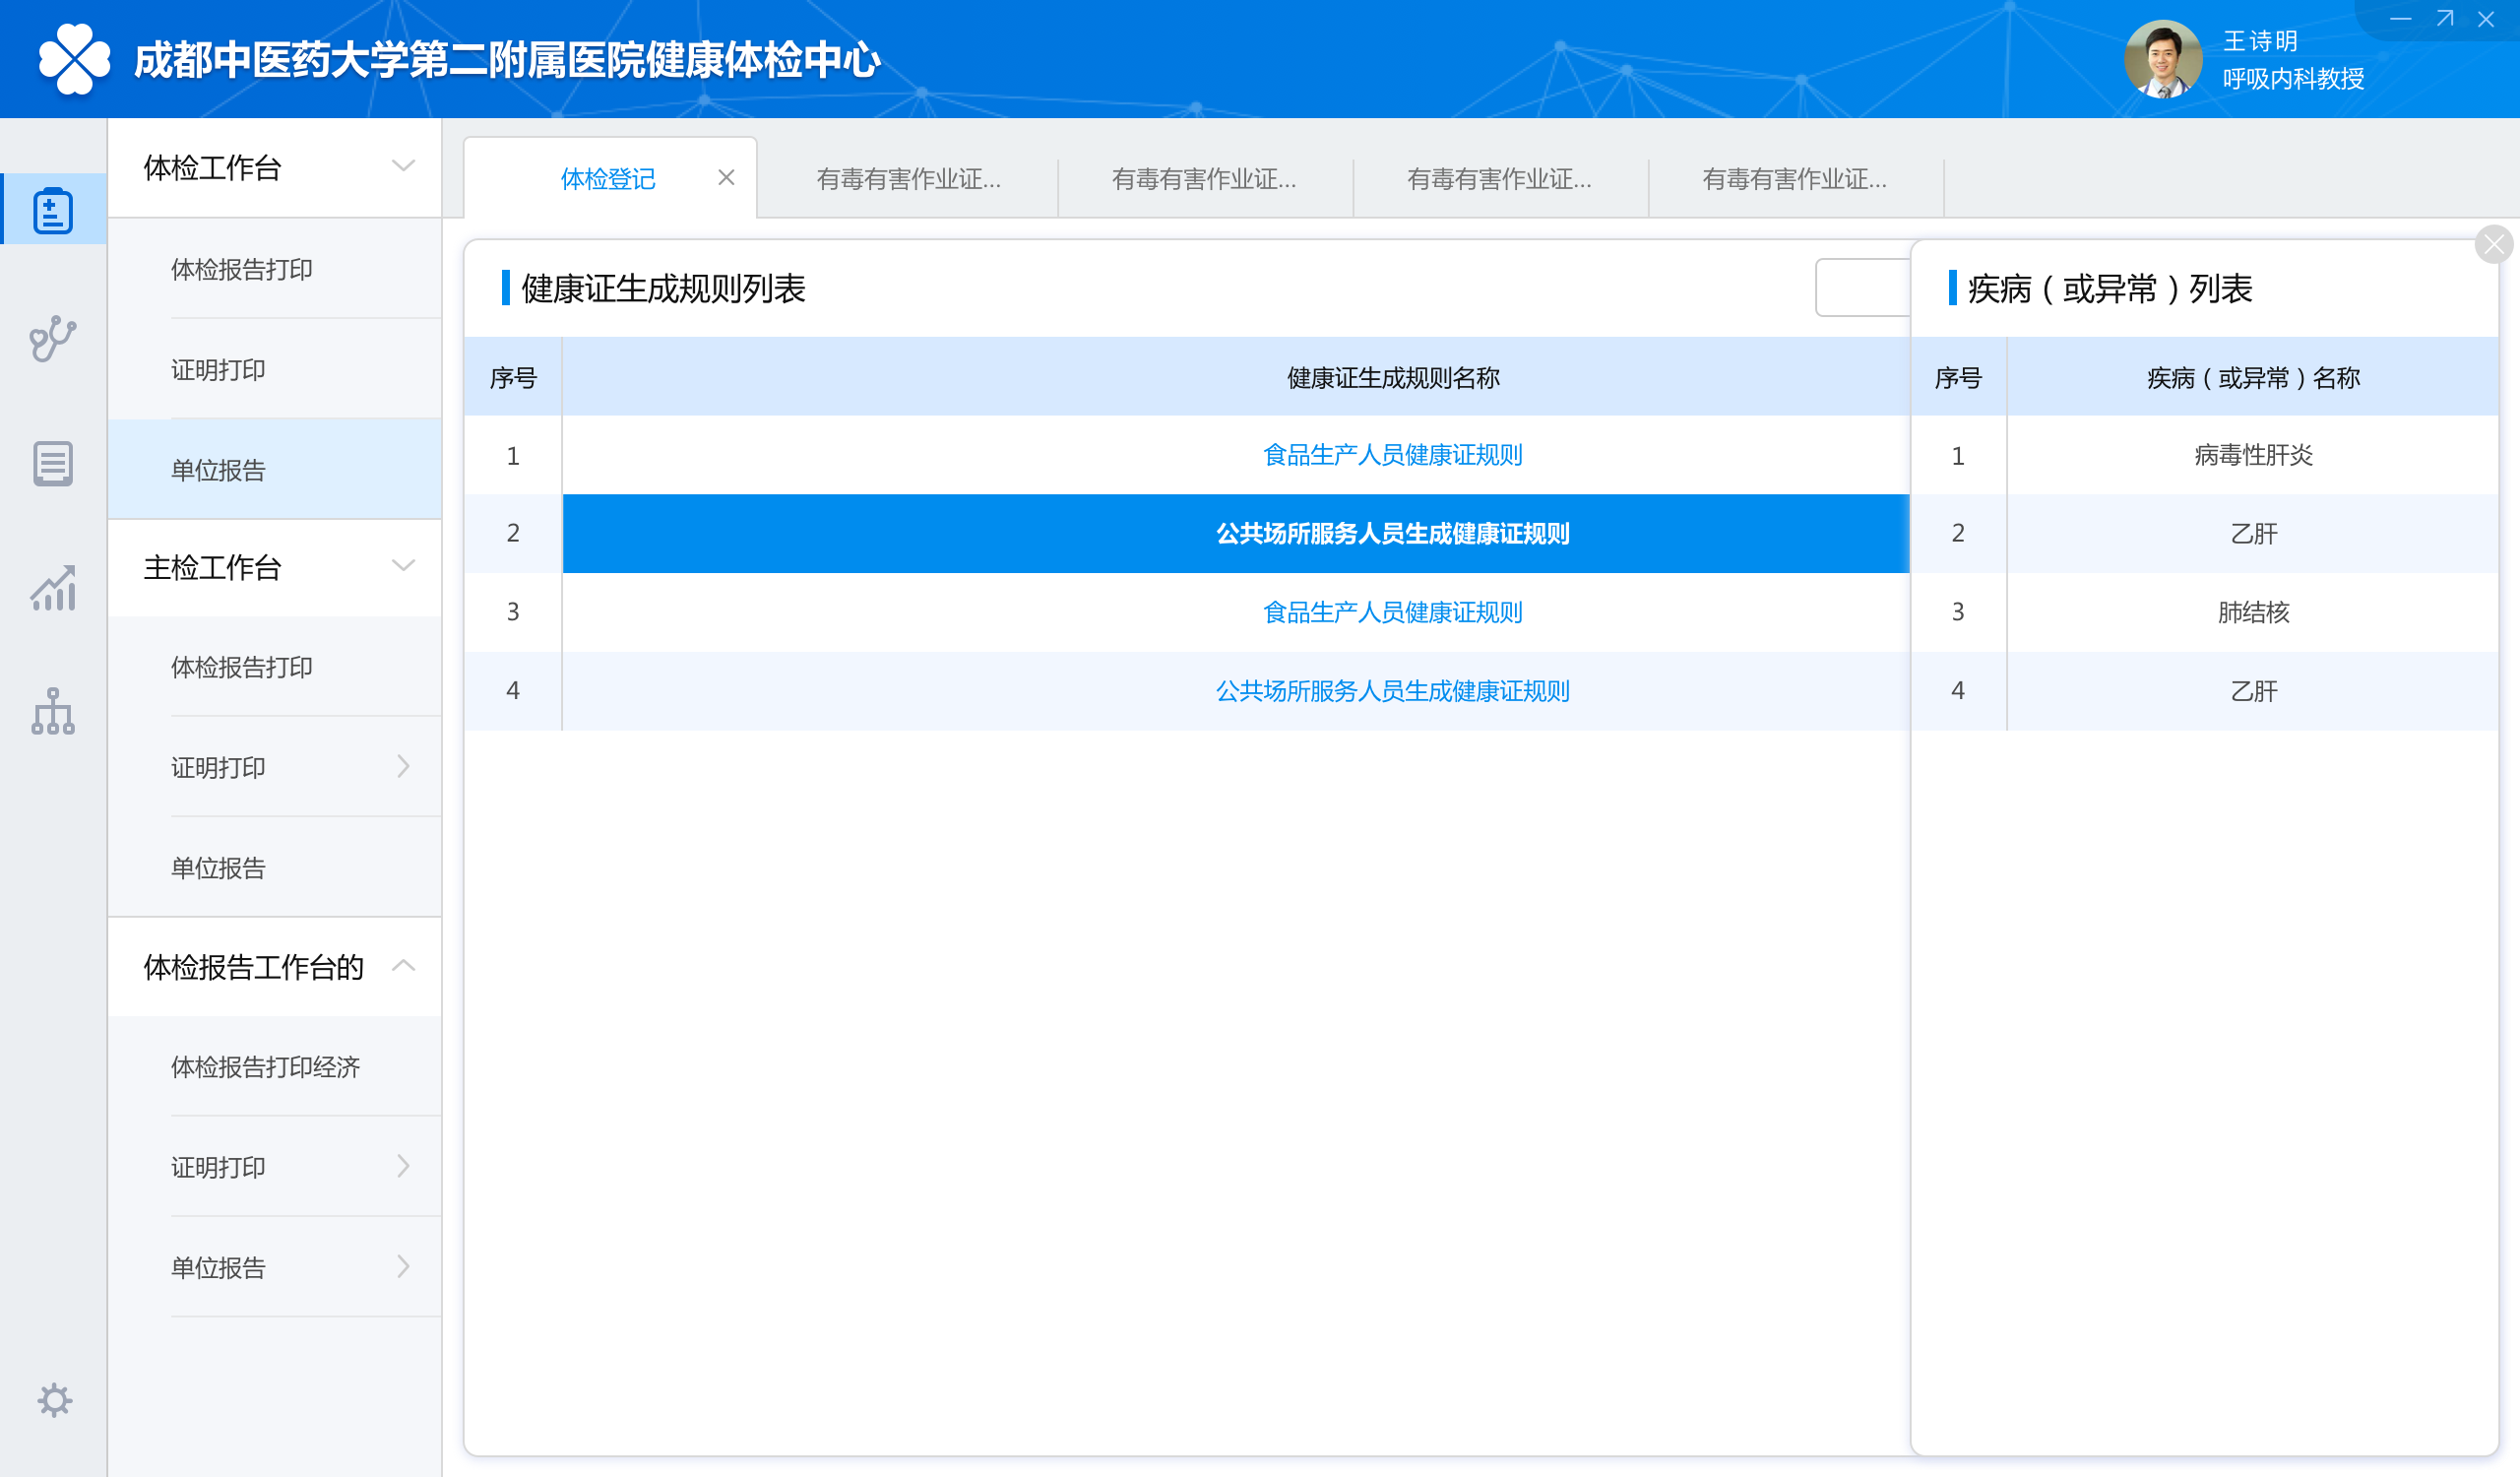 成都中医药大学第二附属医院健康体检中心
王诗明
呼吸内科教授
体检工作台
体检报告打印
证明打印
单位报告
主检工作台
体检报告打印
证明打印
单位报告
体检报告工作台的
体检报告打印经济
证明打印
单位报告
体检登记
有毒有害作业证...
有毒有害作业证...
有毒有害作业证...
有毒有害作业证...
健康证生成规则列表
序号 健康证生成规则名称
1 食品生产人员健康证规则
2 公共场所服务人员生成健康证规则
3 食品生产人员健康证规则
4 公共场所服务人员生成健康证规则
疾病（或异常）列表
序号 疾病（或异常）名称
1 病毒性肝炎
2 乙肝
3 肺结核
4 乙肝